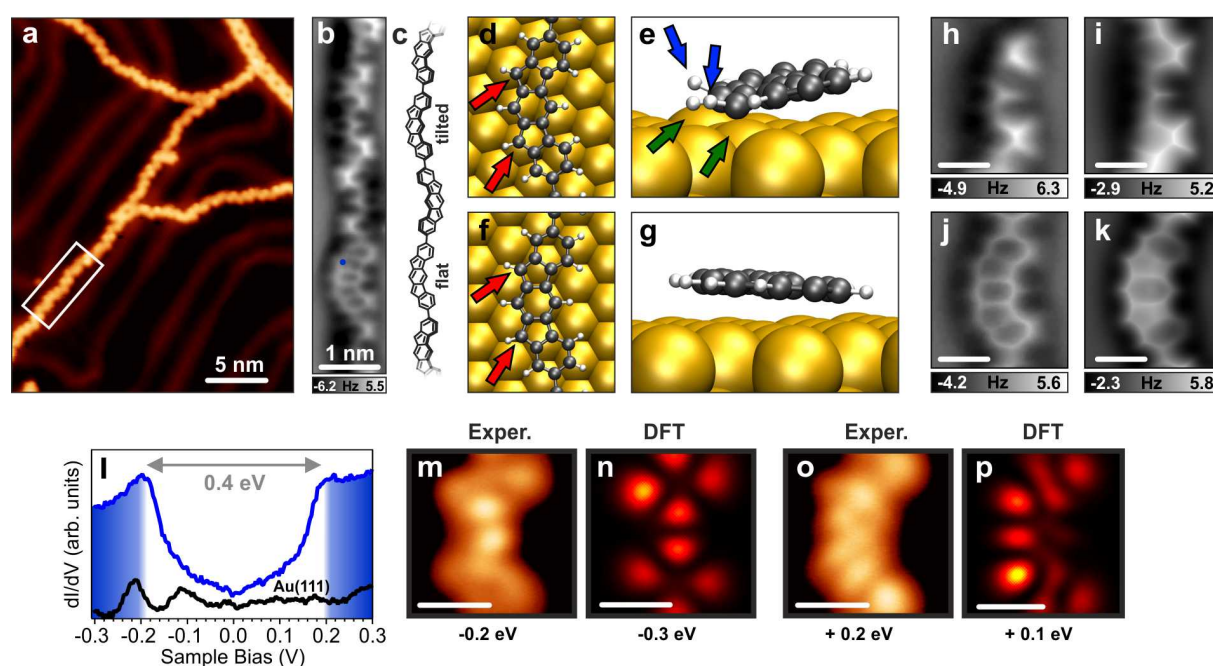 a
5 nm
b
1 nm
-6.2 Hz 5.5
c
tilted
flat
d
e
f
g
h
-4.9 Hz 6.3
i
-2.9 Hz 5.2
j
-4.2 Hz 5.6
k
-2.3 Hz 5.8
l
0.4 eV
Au(111)
dI/dV (arb. units)
-0.3 -0.2 -0.1 0.0 0.1 0.2 0.3
Sample Bias (V)
Exper.
m
-0.2 eV
DFT
n
-0.3 eV
Exper.
o
+ 0.2 eV
DFT
p
+ 0.1 eV